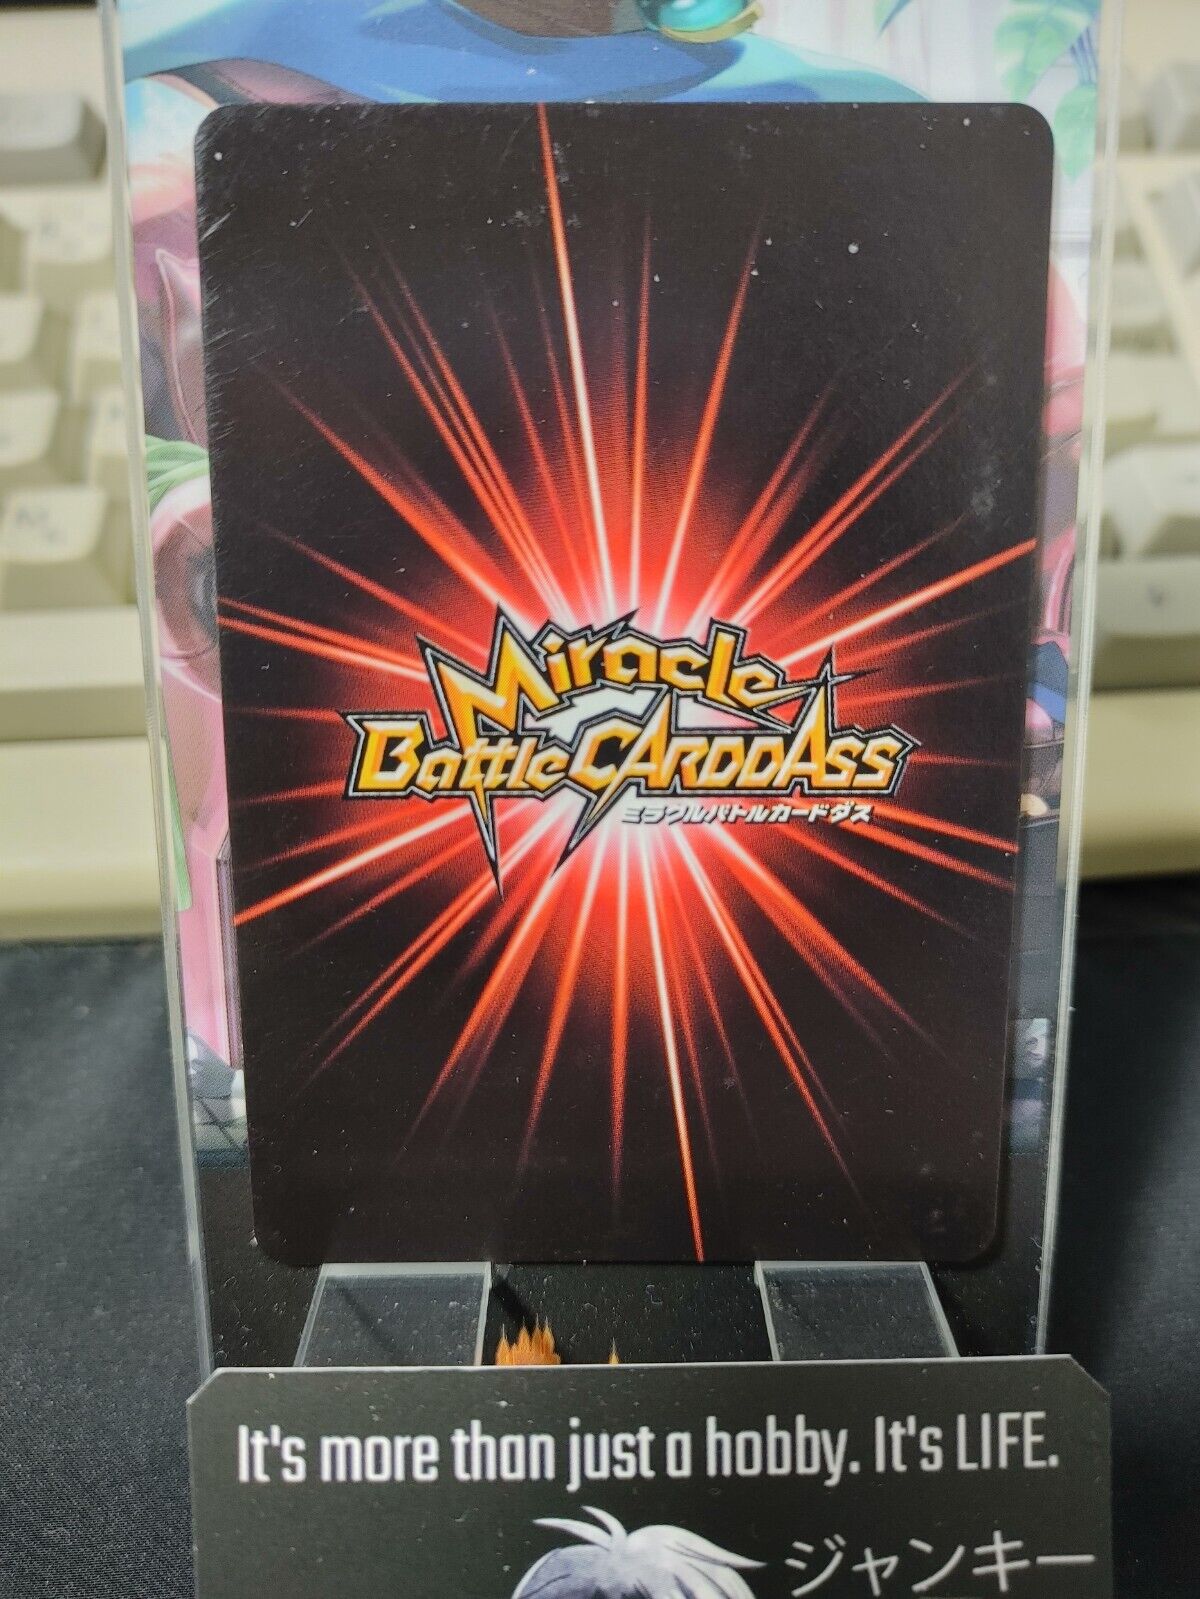 Miracle
Battle CARDDASS
ミラクルバトルカードダス
It's more than just a hobby. It's LIFE.
ジャンキー